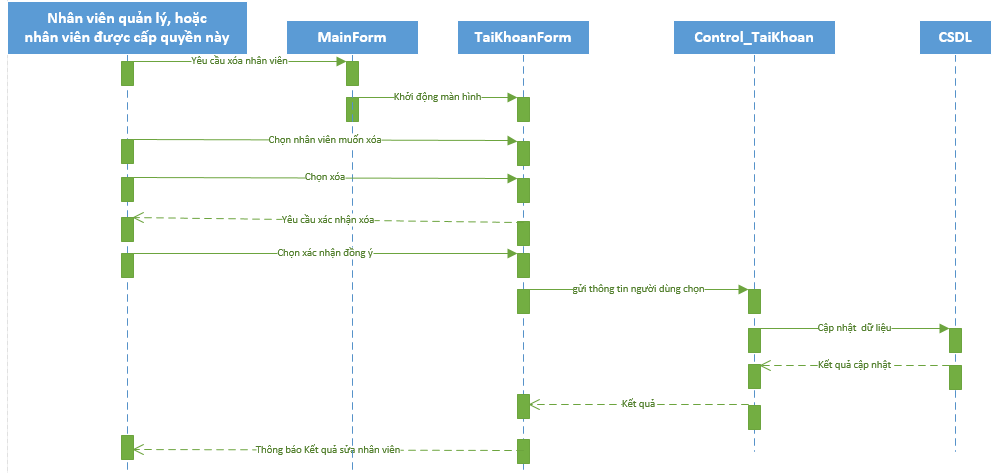 Nhân viên quản lý, hoặc
nhân viên được cấp quyền này
MainForm
TaiKhoanForm
Control_TaiKhoan
CSDL
Yêu cầu xóa nhân viên
Khởi động màn hình
Chọn nhân viên muốn xóa
Chọn xóa
Yêu cầu xác nhận xóa
Chọn xác nhận đồng ý
gửi thông tin người dùng chọn
Cập nhật dữ liệu
Kết quả cập nhật
Kết quả
Thông báo Kết quả sửa nhân viên